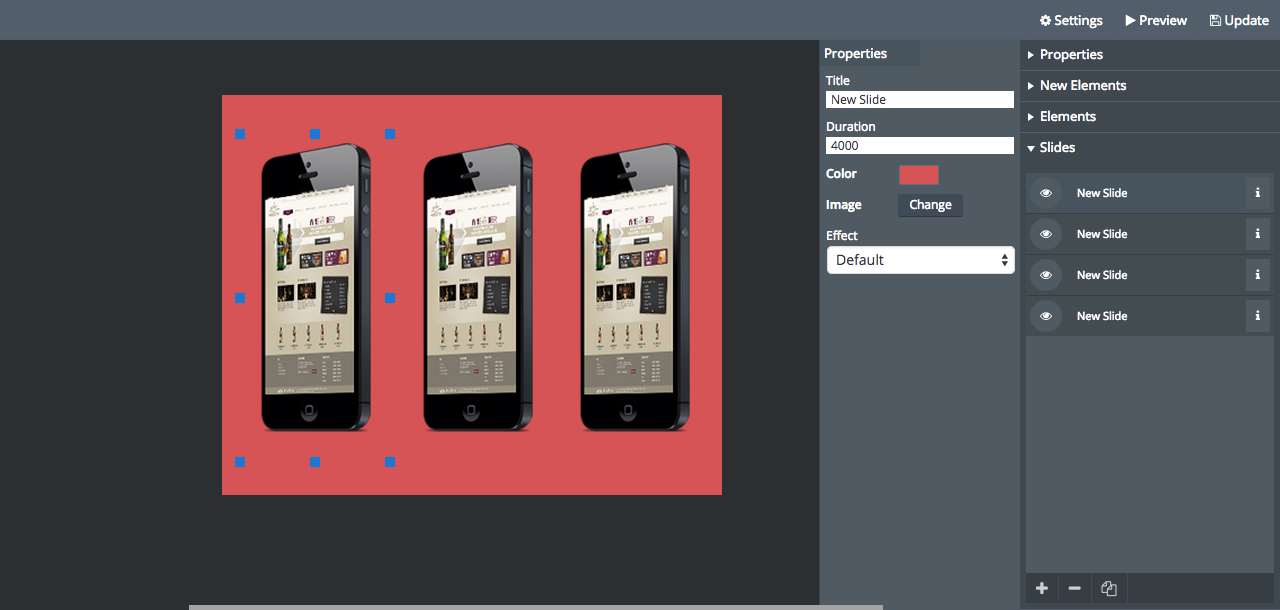 Settings Preview Update
Properties
Title
New Slide
Duration
4000
Color
Image Change
Effect
Default
Properties
New Elements
Elements
Slides
New Slide
New Slide
New Slide
New Slide